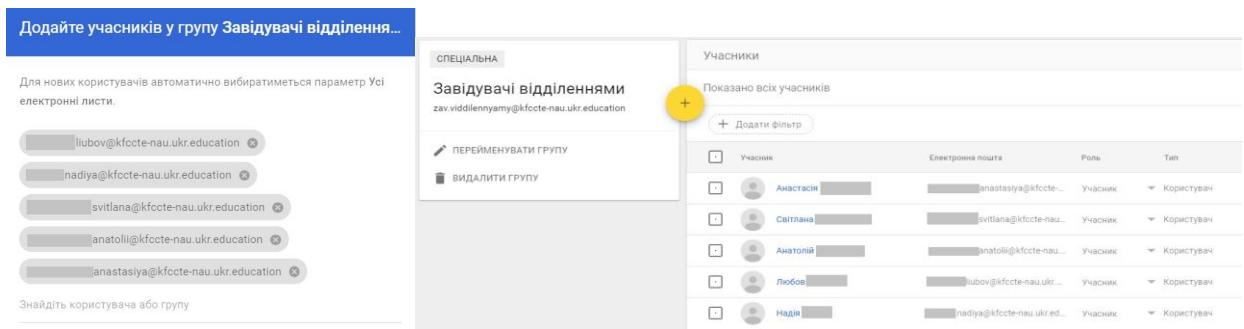 Додайте учасників у групу Завідувачі відділення...
Для нових користувачів автоматично вибиратиметься параметр Усі
електронні листи.
liubov@kfccte-nau.ukr.education
nadiya@kfccte-nau.ukr.education
svitlana@kfccte-nau.ukr.education
anatolii@kfccte-nau.ukr.education
anastasiya@kfccte-nau.ukr.education
Знайдіть користувача або групу
СПЕЦІАЛЬНА
Завідувачі відділеннями
zav.viddilennyamy@kfccte-nau.ukr.education
ПЕРЕЙМЕНУВАТИ ГРУПУ
ВИДАЛИТИ ГРУПУ
Учасники
Показано всіх учасників
+ Додати фільтр
Учасник Електронна пошта Роль Тип
Анастасія anastasiya@kfccte-... Учасник Користувач
Світлана svitlana@kfccte-nau... Учасник Користувач
Анатолій anatolii@kfccte-nau... Учасник Користувач
Любов liubov@kfccte-nau.ukr... Учасник Користувач
Надія nadiya@kfccte-nau.ukr.ed... Учасник Користувач